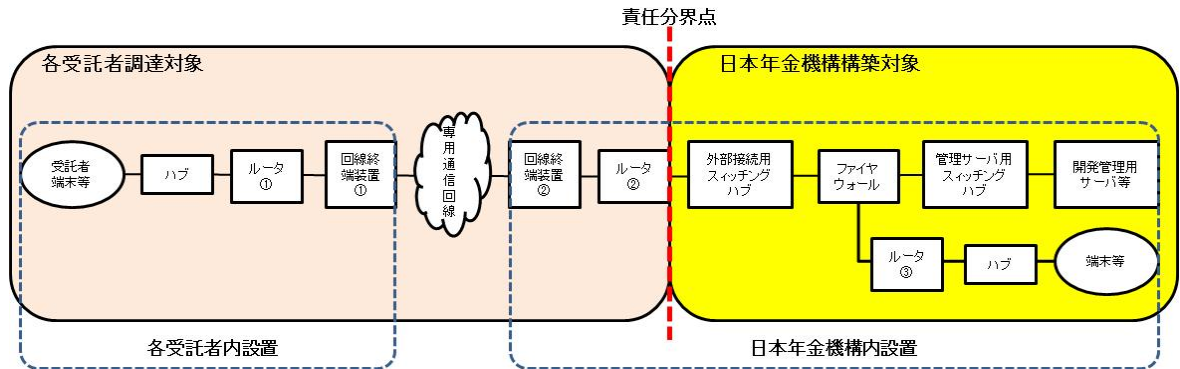 責任分界点
各受託者調達対象
日本年金機構構築対象
受託者
端末等
ハブ
ルータ
①
回線終
端装置
①
専用通信回線
回線終
端装置
②
ルータ
②
外部接続用
スィッチング
ハブ
ファイヤ
ウォール
管理サーバ用
スィッチング
ハブ
開発管理用
サーバ等
ルータ
③
ハブ
端末等
各受託者内設置
日本年金機構内設置